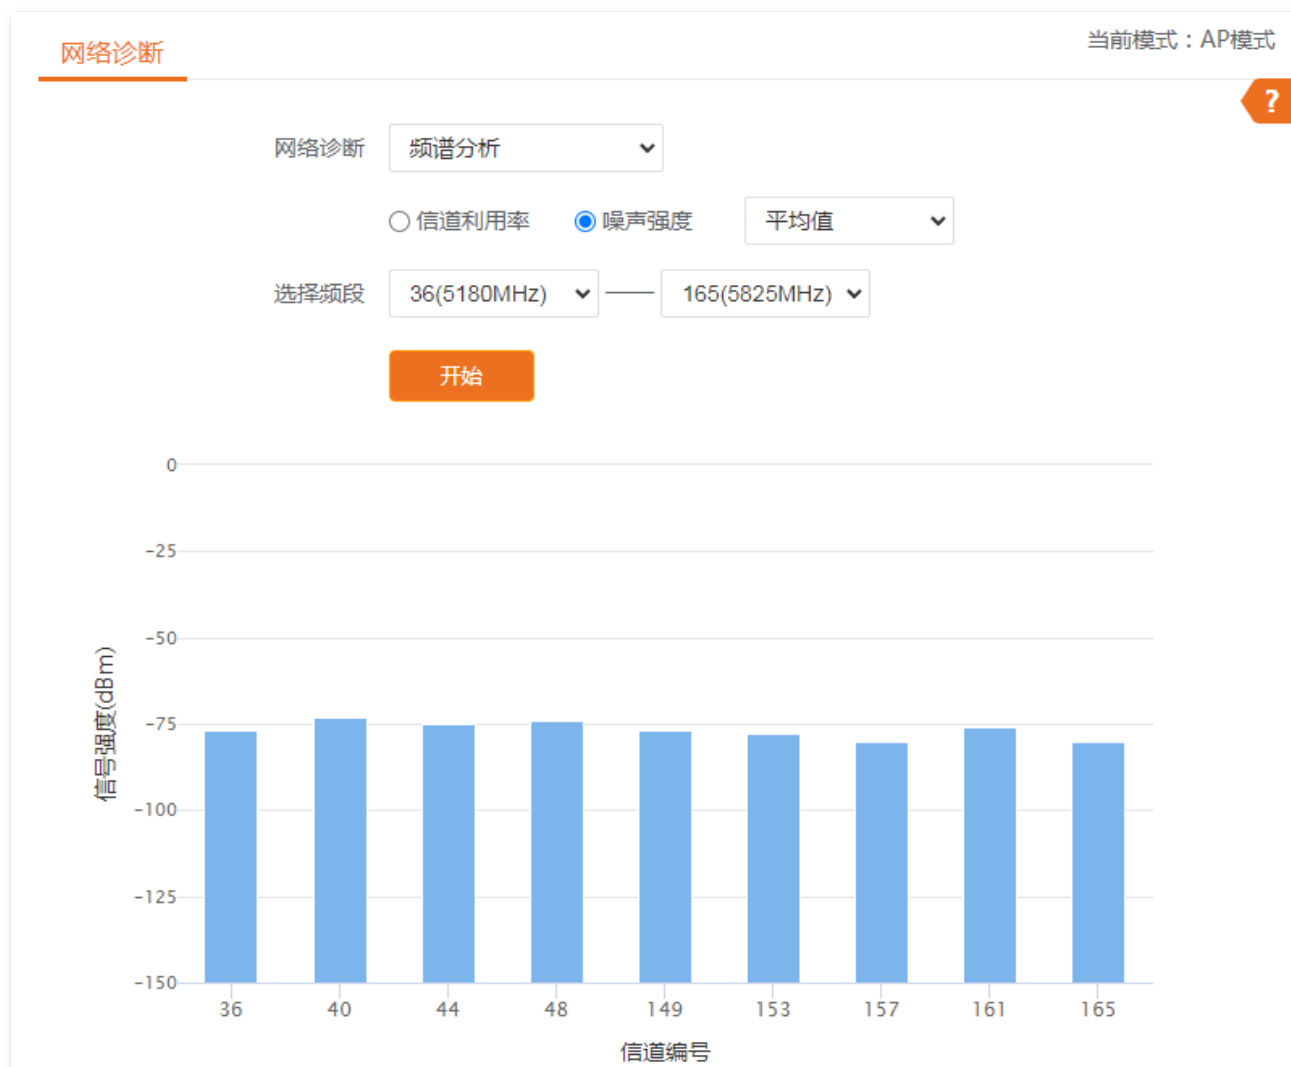 网络诊断
当前模式：AP模式
?
网络诊断 频谱分析
信道利用率 噪声强度 平均值
选择频段 36(5180MHz) —— 165(5825MHz)
开始
0
-25
-50
-75
-100
-125
-150
信号强度(dBm)
36 40 44 48 149 153 157 161 165
信道编号